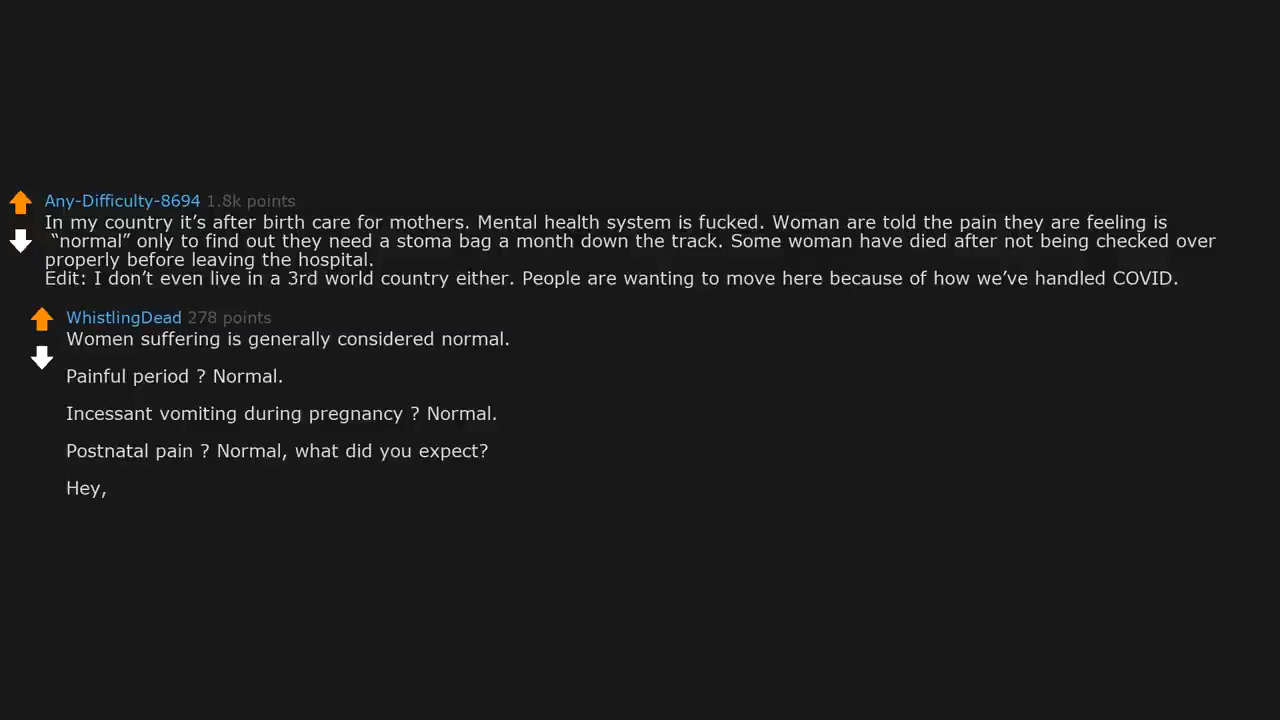 Any-Difficulty-8694 1.8k points
In my country it’s after birth care for mothers. Mental health system is fucked. Woman are told the pain they are feeling is
“normal” only to find out they need a stoma bag a month down the track. Some woman have died after not being checked over
properly before leaving the hospital.
Edit: I don’t even live in a 3rd world country either. People are wanting to move here because of how we’ve handled COVID.
WhistlingDead 278 points
Women suffering is generally considered normal.
Painful period ? Normal.
Incessant vomiting during pregnancy ? Normal.
Postnatal pain ? Normal, what did you expect?
Hey,